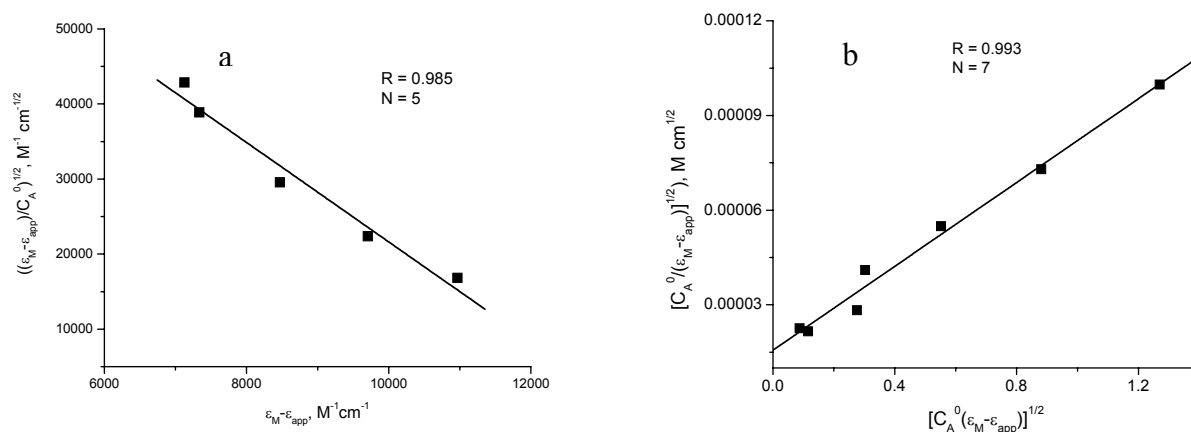 a
R = 0.985
N = 5
50000
40000
30000
20000
10000
((ε_M-ε_app)/C_A^0)^1/2, M^-1 cm^-1/2
6000
8000
10000
12000
ε_M-ε_app, M^-1cm^-1
b
R = 0.993
N = 7
0.00012
0.00009
0.00006
0.00003
[C_A^0/(ε_M-ε_app)]^1/2), M cm^1/2
0.0
0.4
0.8
1.2
[C_A^0(ε_M-ε_app)]^1/2